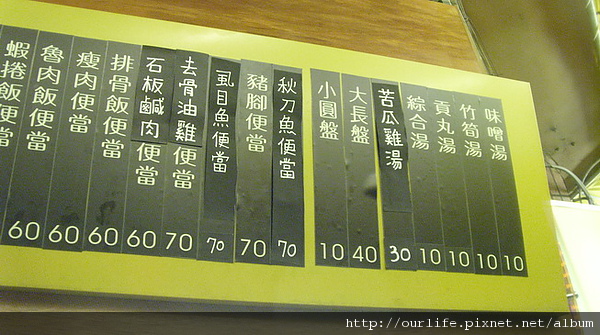 味噌湯 10
竹筍湯 10
貢丸湯 10
綜合湯 10
苦瓜雞湯 30
大長盤 40
小圓盤 10
秋刀魚便當 70
豬腳便當 70
虱目魚便當 70
去骨油雞便當 70
石板鹹肉便當 60
排骨飯便當 60
瘦肉便當 60
魯肉飯便當 60
蝦捲飯便當
http://ourlife.pixnet.net/album